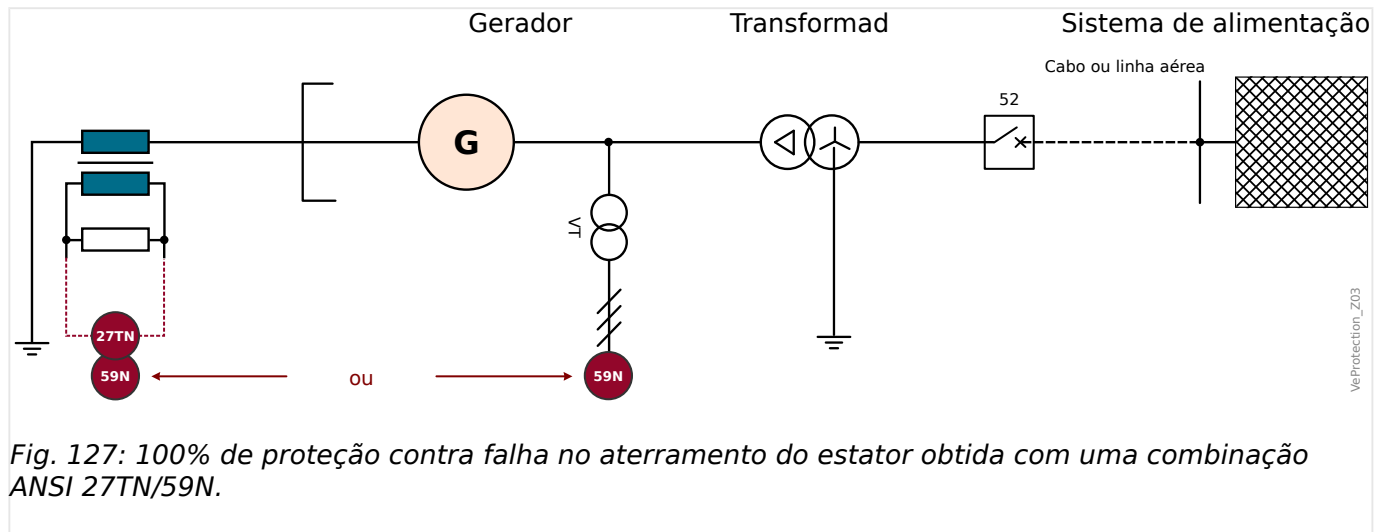 Gerador
Transformad
Sistema de alimentação
Cabo ou linha aérea
52
G
VT
27TN
59N
ou
59N
VeProtection_Z03
Fig. 127: 100% de proteção contra falha no aterramento do estator obtida com uma combinação
ANSI 27TN/59N.